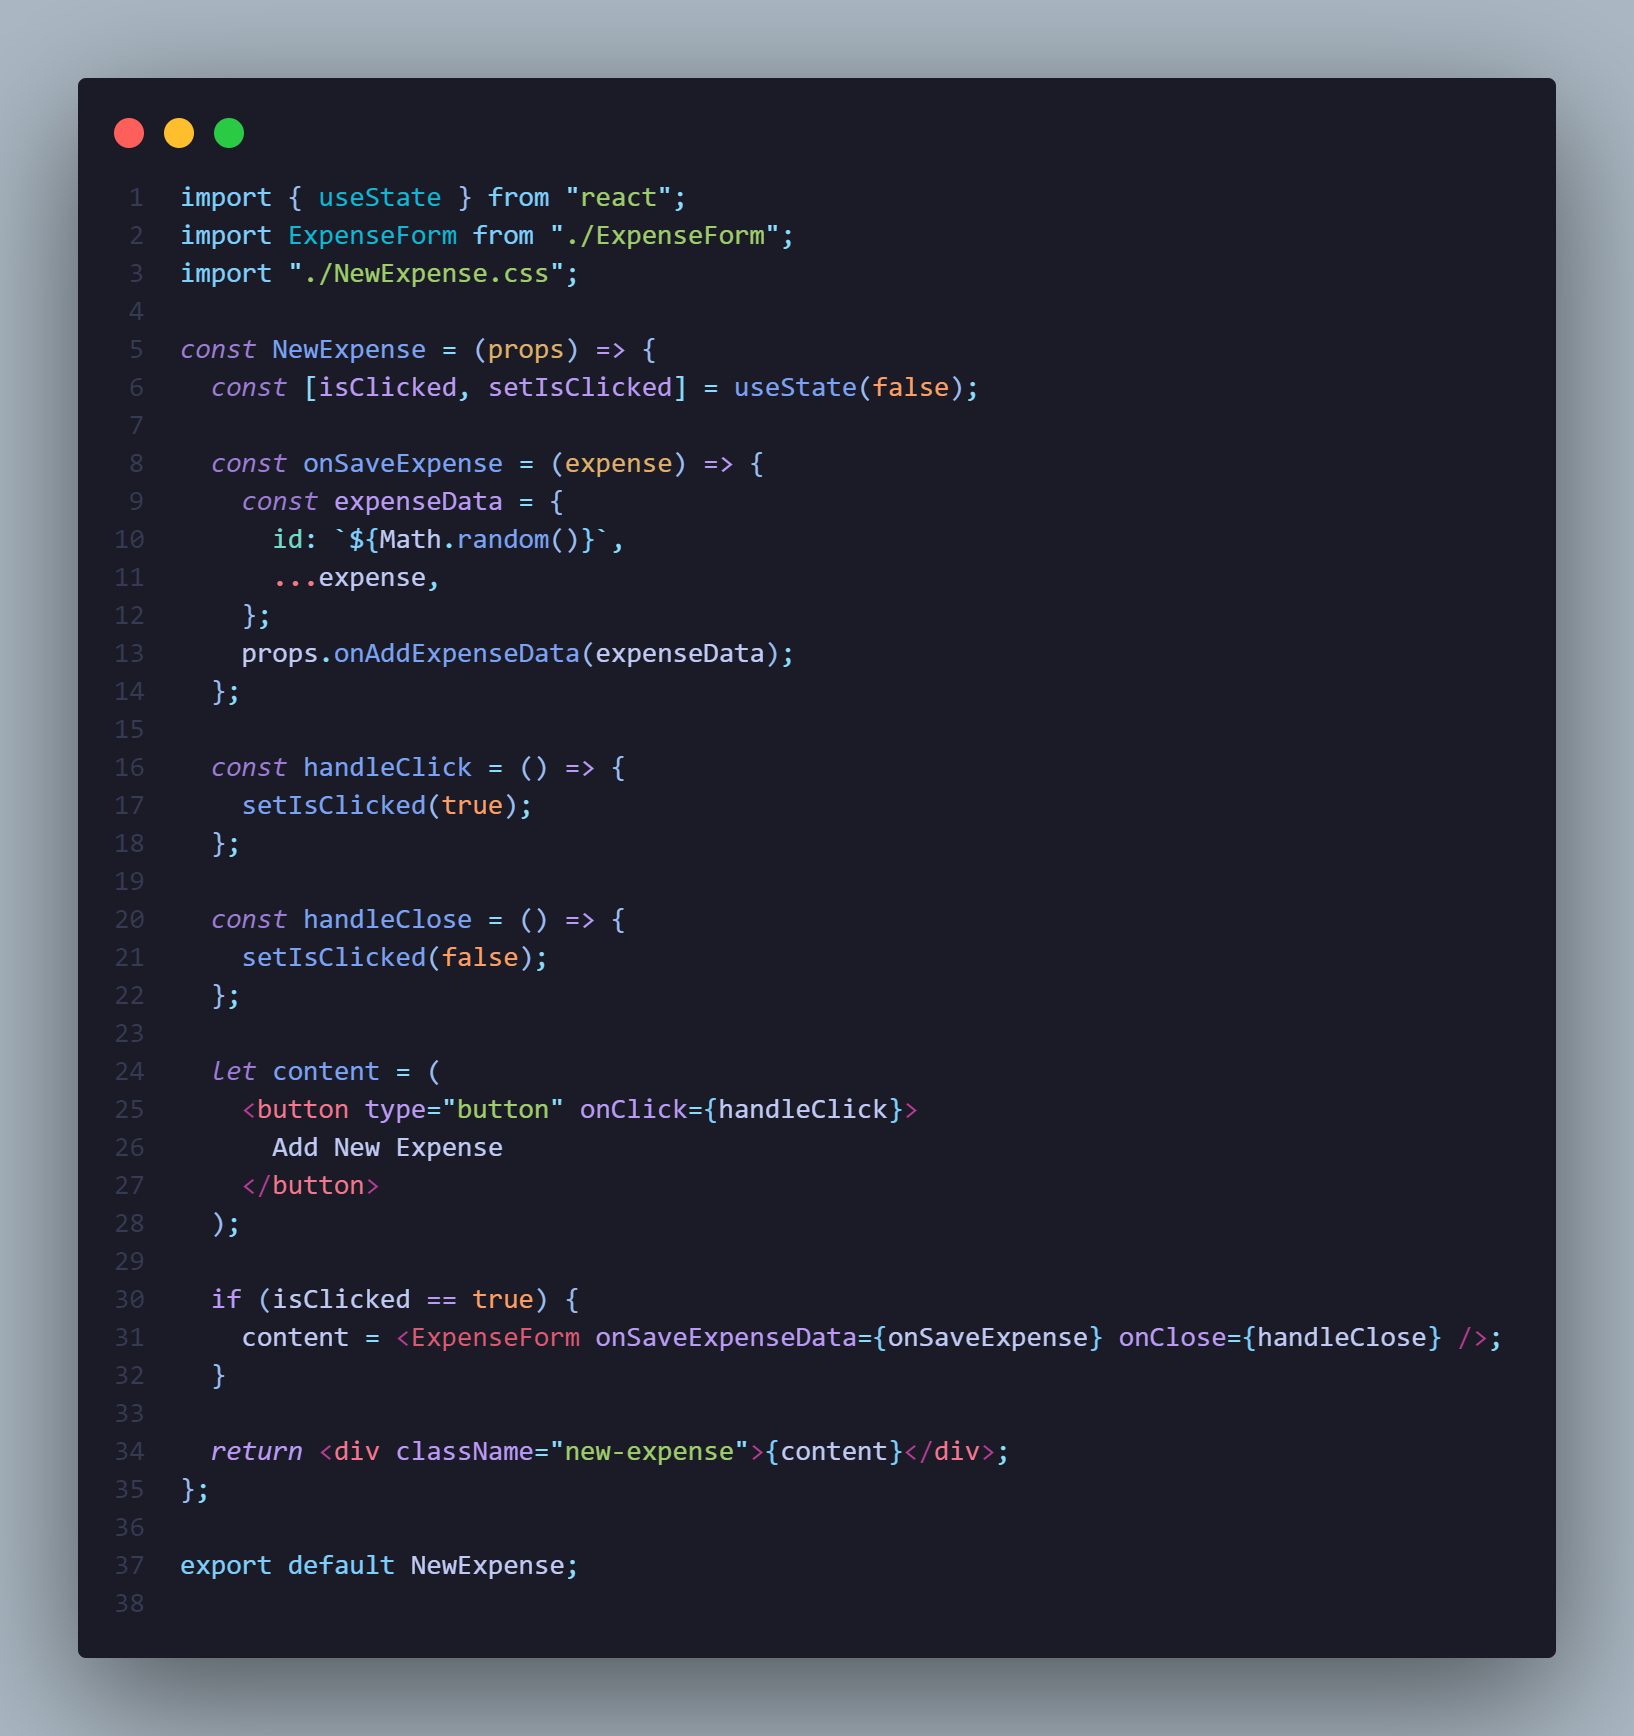 1 import { useState } from "react";
2 import ExpenseForm from "./ExpenseForm";
3 import "./NewExpense.css";
4
5 const NewExpense = (props) => {
6   const [isClicked, setIsClicked] = useState(false);
7
8   const onSaveExpense = (expense) => {
9     const expenseData = {
10       id: `${Math.random()}`,
11       ...expense,
12     };
13     props.onAddExpenseData(expenseData);
14   };
15
16   const handleClick = () => {
17     setIsClicked(true);
18   };
19
20   const handleClose = () => {
21     setIsClicked(false);
22   };
23
24   let content = (
25     <button type="button" onClick={handleClick}>
26       Add New Expense
27     </button>
28   );
29
30   if (isClicked == true) {
31     content = <ExpenseForm onSaveExpenseData={onSaveExpense} onClose={handleClose} />;
32   }
33
34   return <div className="new-expense">{content}</div>;
35 };
36
37 export default NewExpense;
38